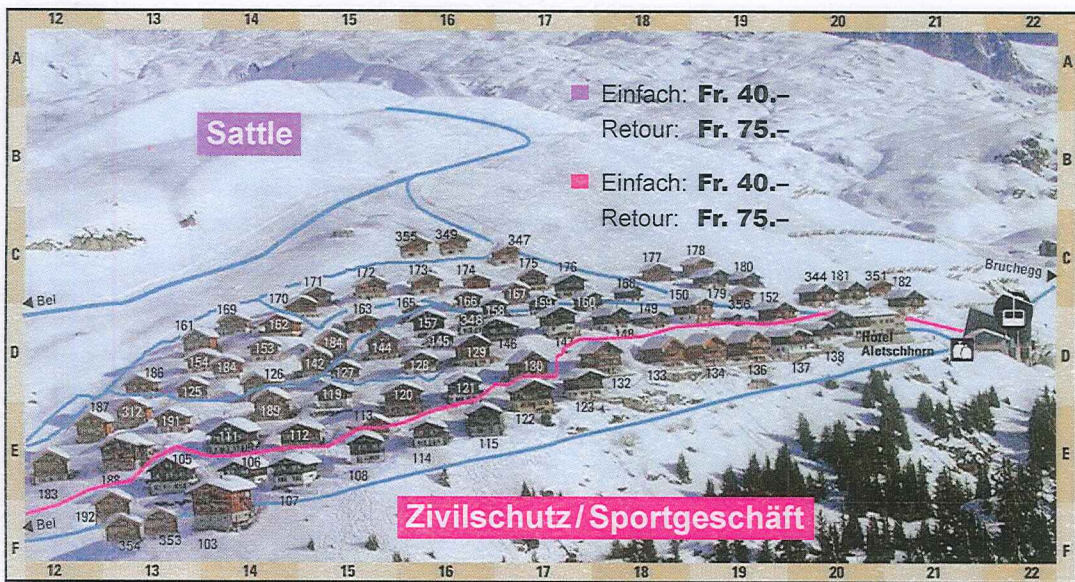 12 13 14 15 16 17 18 19 20 21 22
A A
Sattle
Einfach: Fr. 40.–
Retour: Fr. 75.–
B B
Einfach: Fr. 40.–
Retour: Fr. 75.–
355 349 347
C C
177 178
173 174 175 176 180
172 344 181 351
Bruchegg
171 168 179 182
Bei
170 165 166 167 159 160 150 356 152
169 163 158 149
161 162 157 348 148
184 145 146 147
153 144 129
Hotel
Aletschhorn
D D
154 184 142 128 130 138
186 126 127 132 133 134 136 137
125 121
187 312 189 119 120 122 123
191 113
111 112 115
E E
105 106 108 114
183 188
107
192
Zivilschutz/Sportgeschäft
Bei
354 353 103
F F
12 13 14 15 16 17 18 19 20 21 22